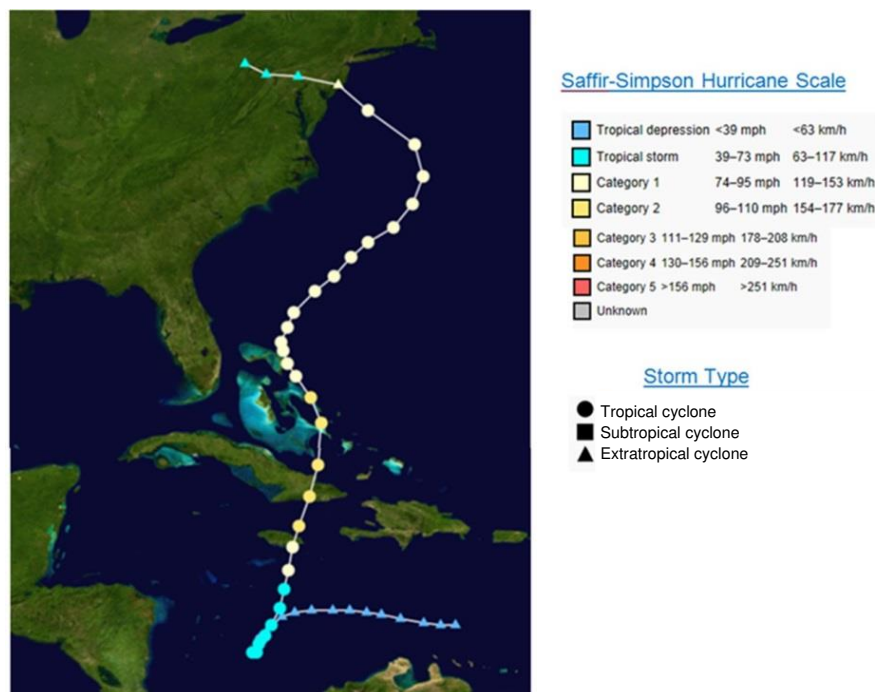 Saffir-Simpson Hurricane Scale
Tropical depression <39 mph <63 km/h
Tropical storm 39–73 mph 63–117 km/h
Category 1 74–95 mph 119–153 km/h
Category 2 96–110 mph 154–177 km/h
Category 3 111–129 mph 178–208 km/h
Category 4 130–156 mph 209–251 km/h
Category 5 >156 mph >251 km/h
Unknown
Storm Type
Tropical cyclone
Subtropical cyclone
Extratropical cyclone